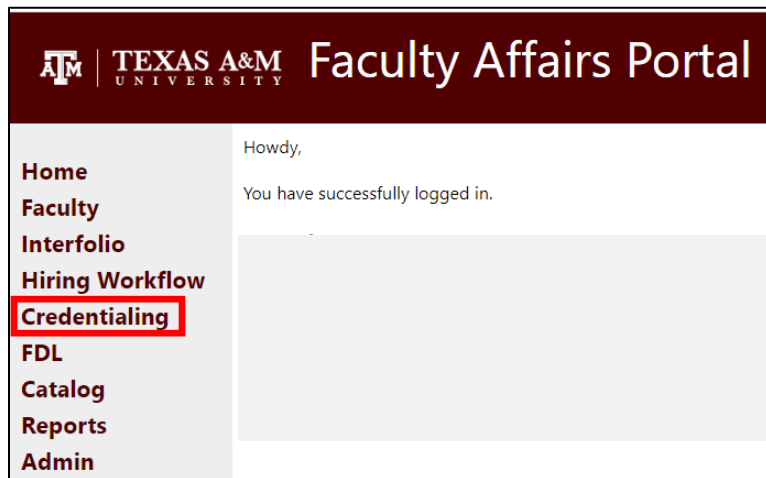 ATM | TEXAS A&M UNIVERSITY Faculty Affairs Portal
Howdy,
You have successfully logged in.
Home
Faculty
Interfolio
Hiring Workflow
Credentialing
FDL
Catalog
Reports
Admin